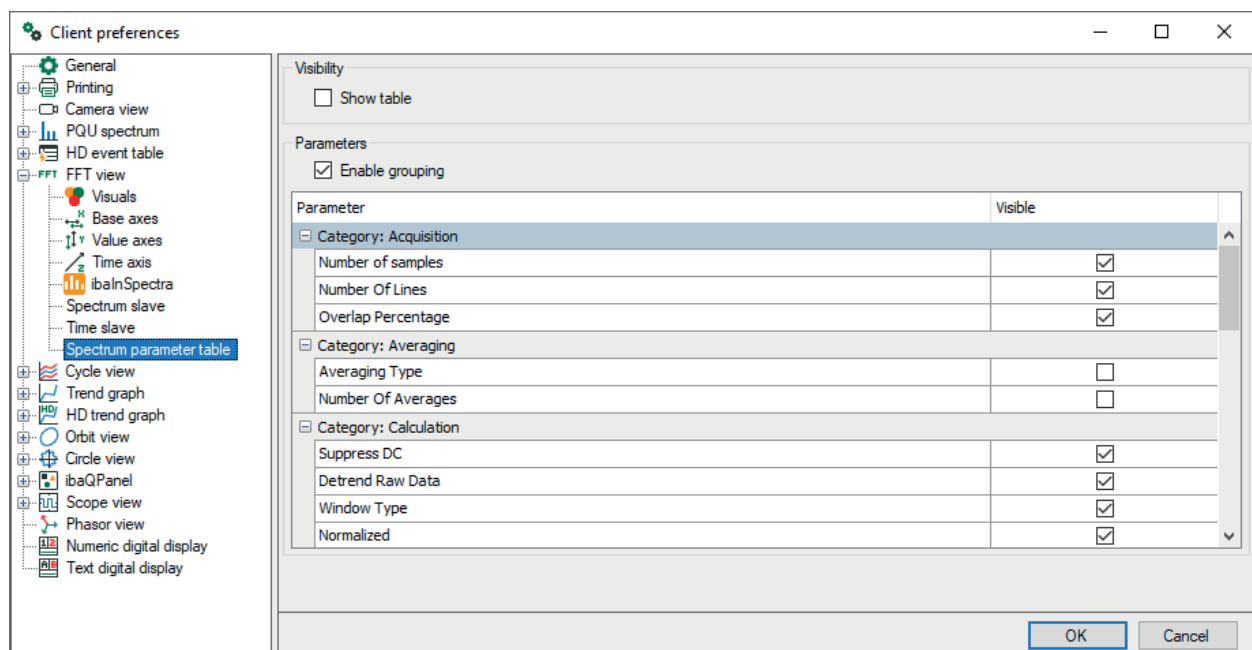 Client preferences
General
Printing
Camera view
PQU spectrum
HD event table
FFT FFT view
Visuals
X Base axes
Y Value axes
Z Time axis
ibaInSpectra
Spectrum slave
Time slave
Spectrum parameter table
Cycle view
Trend graph
HD HD trend graph
Orbit view
Circle view
ibaQPanel
Scope view
Phasor view
12 Numeric digital display
AB Text digital display
Visibility
Show table
Parameters
Enable grouping
Parameter Visible
Category: Acquisition
Number of samples
Number Of Lines
Overlap Percentage
Category: Averaging
Averaging Type
Number Of Averages
Category: Calculation
Suppress DC
Detrend Raw Data
Window Type
Normalized
OK Cancel